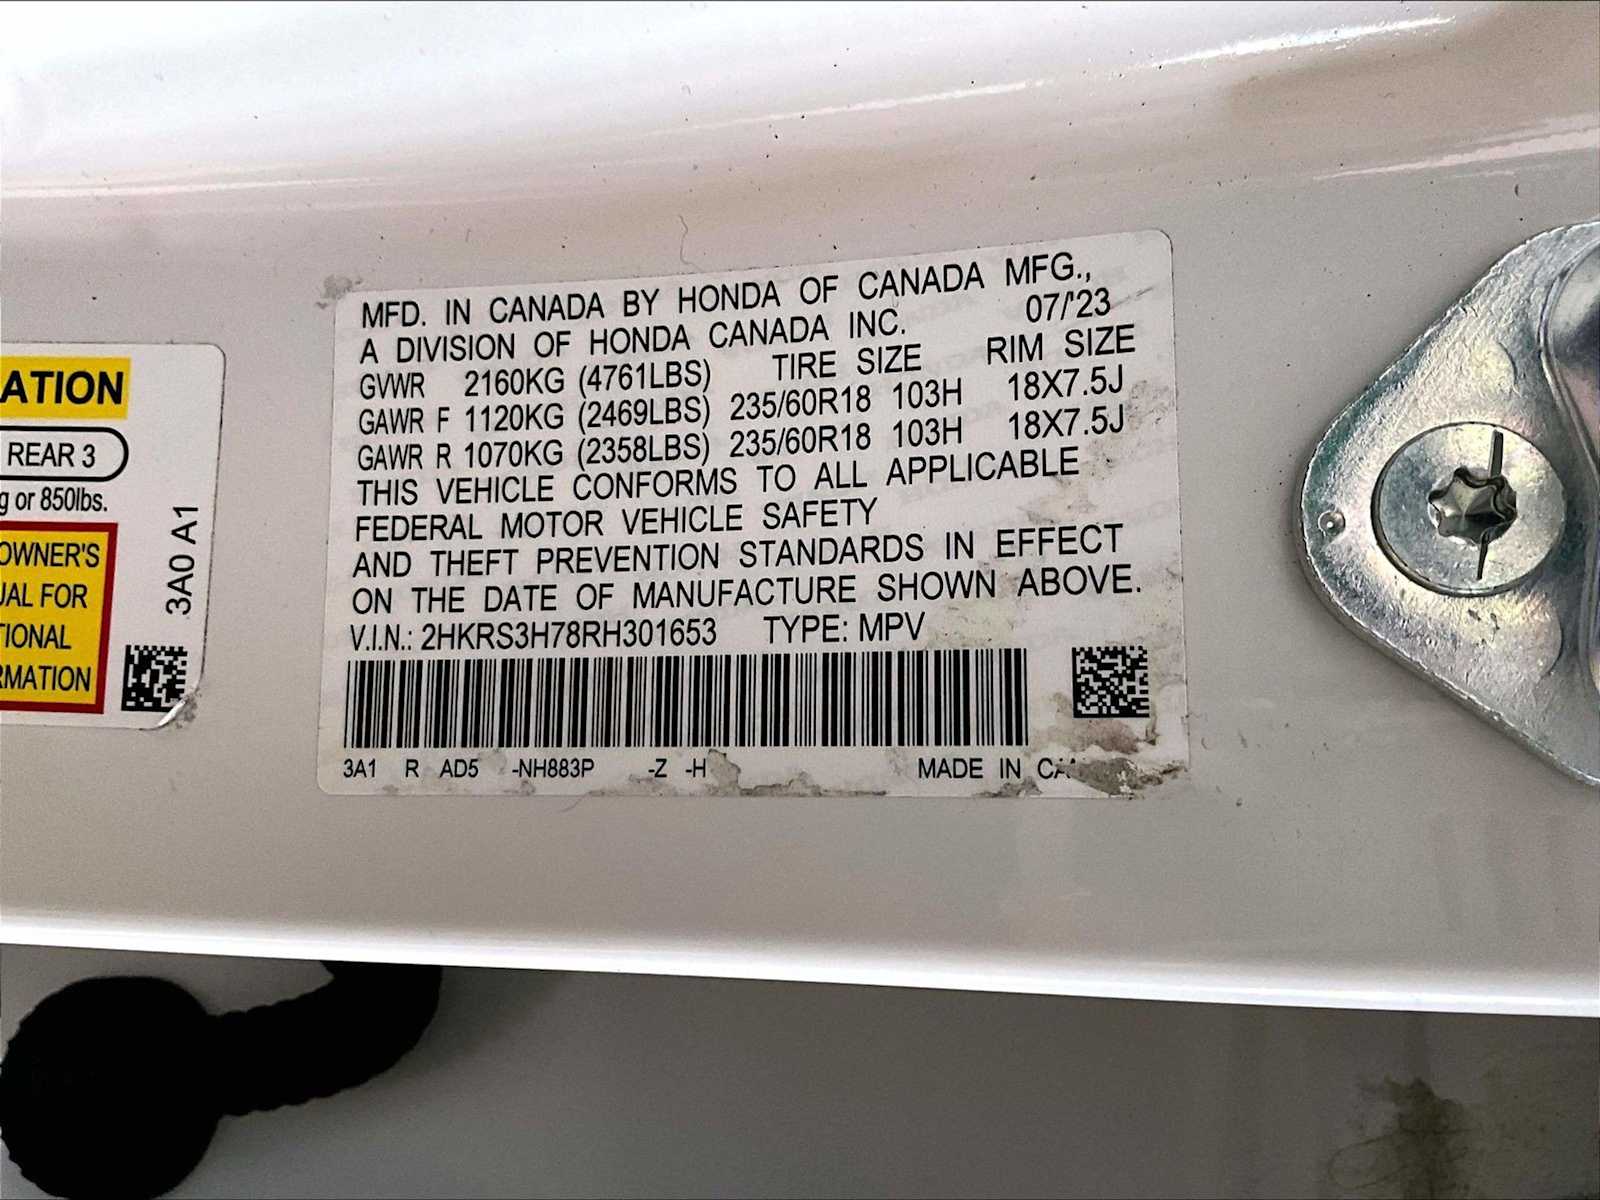 ATION
REAR 3
g or 850lbs.
OWNER'S
UAL FOR
TIONAL
RMATION
3A0 A1
MFD. IN CANADA BY HONDA OF CANADA MFG.,
A DIVISION OF HONDA CANADA INC. 07/'23
GVWR 2160KG (4761LBS) TIRE SIZE RIM SIZE
GAWR F 1120KG (2469LBS) 235/60R18 103H 18X7.5J
GAWR R 1070KG (2358LBS) 235/60R18 103H 18X7.5J
THIS VEHICLE CONFORMS TO ALL APPLICABLE
FEDERAL MOTOR VEHICLE SAFETY
AND THEFT PREVENTION STANDARDS IN EFFECT
ON THE DATE OF MANUFACTURE SHOWN ABOVE.
V.I.N.: 2HKRS3H78RH301653 TYPE: MPV
3A1 R AD5 -NH883P -Z -H MADE IN CA